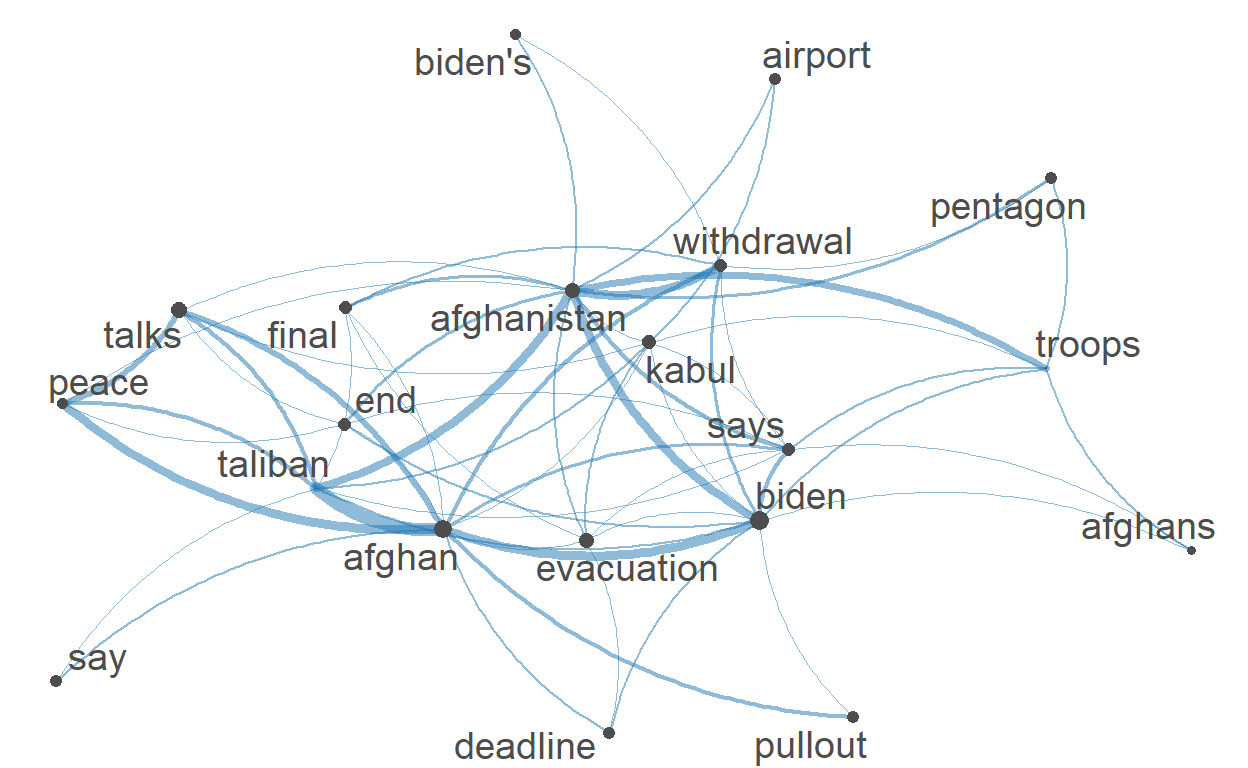 biden's
airport
pentagon
withdrawal
afghanistan
talks
final
troops
kabul
peace
end
says
taliban
biden
afghans
afghan
evacuation
say
deadline
pullout